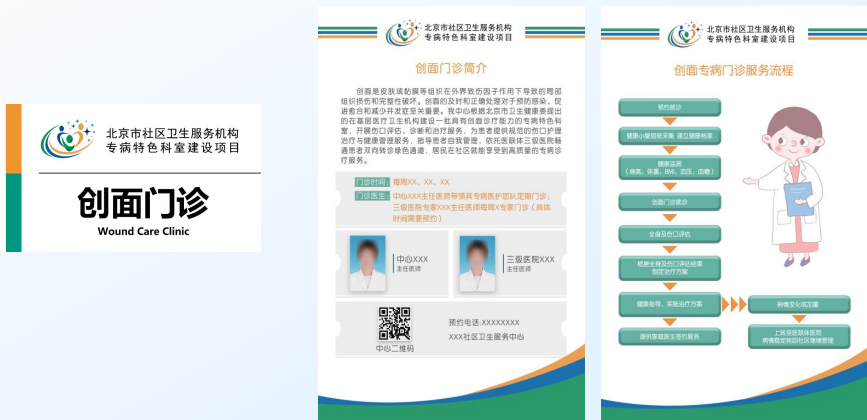 北京市社区卫生服务机构
专病特色科室建设项目
创面门诊
Wound Care Clinic
北京市社区卫生服务机构
专病特色科室建设项目
创面门诊简介
创面是皮肤或黏膜等组织在外界致伤因子作用下导致的局部
组织损伤和完整性破坏。创面的及时和正确处理对于预防感染、促
进愈合和减少并发症至关重要。我中心根据北京市卫生健康委提出
的在基层医疗卫生机构建设一批具有创面诊疗能力的专病特色科
室，开展伤口评估、诊断和治疗服务，为患者提供规范的伤口护理
治疗与健康管理服务，指导患者自我管理，依托医联体三级医院畅
通患者双向转诊绿色通道，居民在社区就能享受到高质量的专病诊
疗服务。
门诊时间：每周XX、XX、XX
门诊医生：中心XXX主任医师带领其专病医护团队定期门诊；
三级医院专家XXX主任医师每周X专家门诊（具体
时间需要预约）
中心XXX
主任医师
三级医院XXX
主任医师
预约电话:XXXXXXXX
XXX社区卫生服务中心
中心二维码
北京市社区卫生服务机构
专病特色科室建设项目
创面专病门诊服务流程
预约就诊
健康小屋信息采集 建立健康档案
健康监测
（身高、体重、BMI、血压、血糖）
创面门诊就诊
全身及伤口评估
根据全身及伤口评估结果
制定治疗方案
健康指导、实施治疗方案
病情变化或加重
提供家庭医生签约服务
上转至医联体医院
病情稳定转回社区继续管理